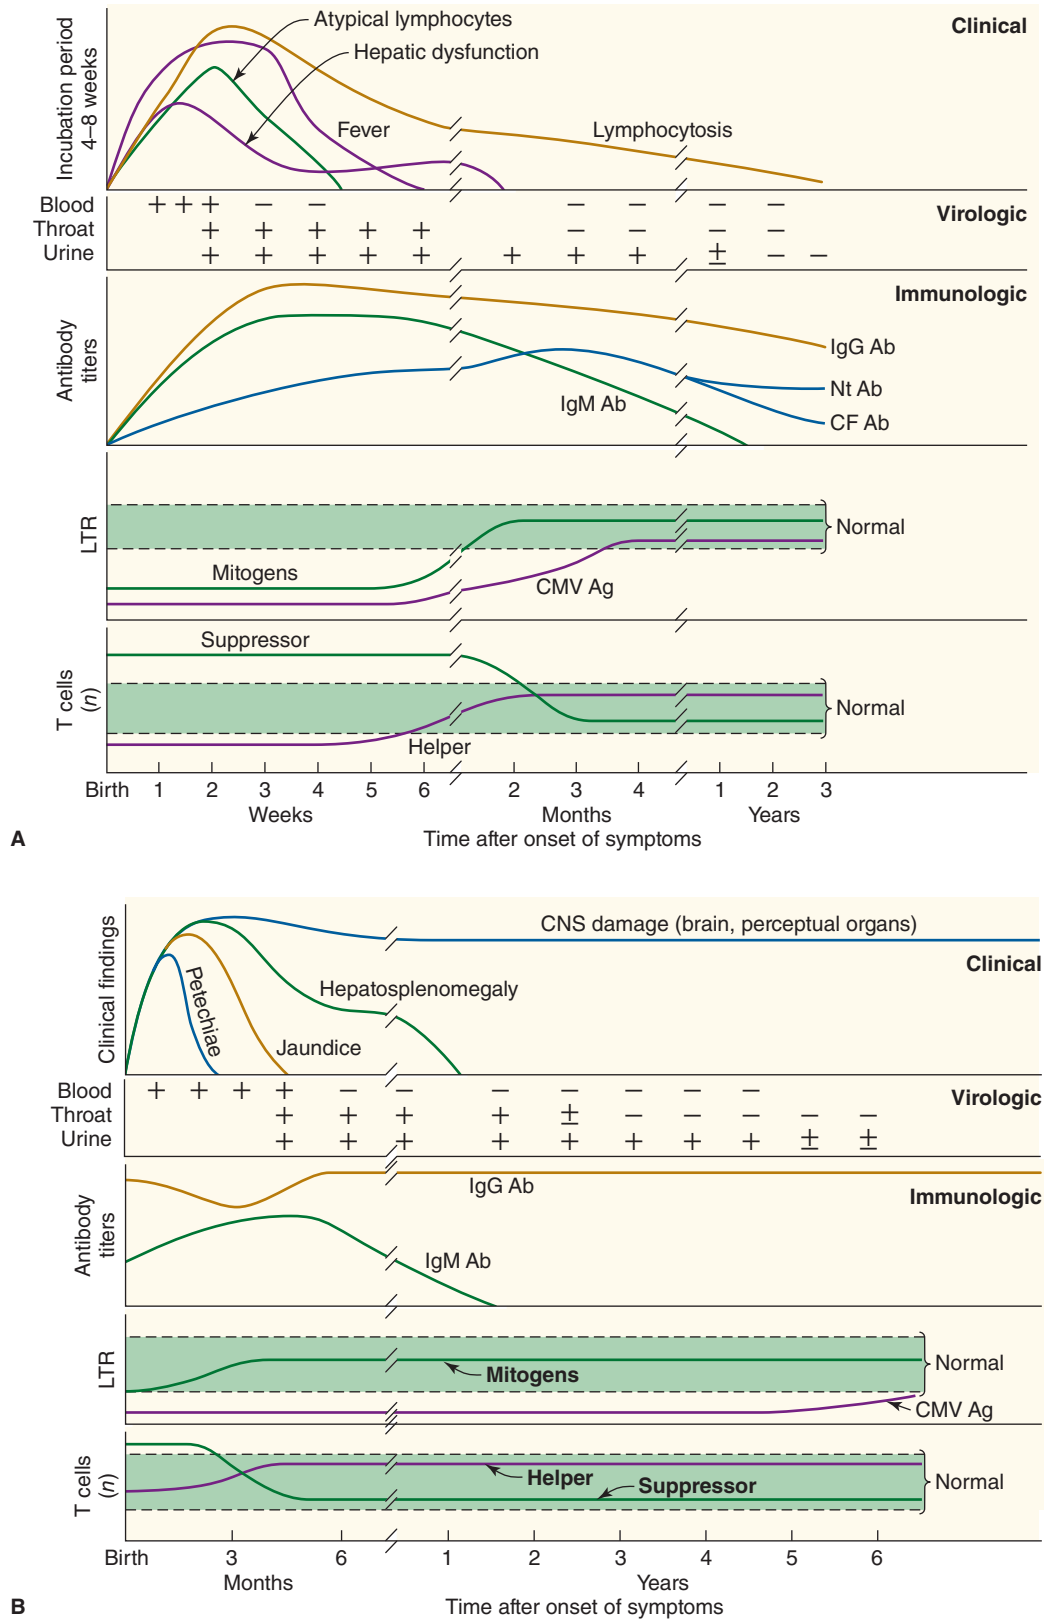 Atypical lymphocytes
Clinical
Hepatic dysfunction
Incubation period
4–8 weeks
Fever
Lymphocytosis
Blood + + + − − − − − −
Virologic
Throat + + + + + − − − −
Urine + + + + + + + + ± − −
Immunologic
Antibody
titers
IgG Ab
Nt Ab
IgM Ab
CF Ab
LTR
Normal
Mitogens
CMV Ag
Suppressor
T cells
(n)
Normal
Helper
Birth 1 2 3 4 5 6 2 3 4 1 2 3
Weeks Months Years
A
Time after onset of symptoms
Clinical findings
CNS damage (brain, perceptual organs)
Clinical
Petechiae
Hepatosplenomegaly
Jaundice
Blood + + + + − − − − − − −
Virologic
Throat + + + + ± − − − − −
Urine + + + + + + + + ± ±
Antibody
titers
IgG Ab
Immunologic
IgM Ab
LTR
Normal
Mitogens
CMV Ag
T cells
(n)
Helper
Normal
Suppressor
Birth 3 6 1 2 3 4 5 6
Months Years
B
Time after onset of symptoms